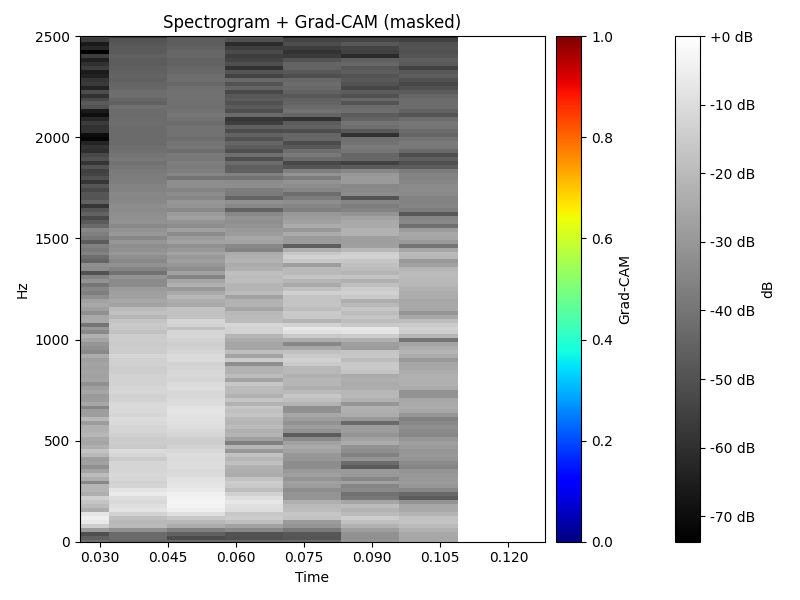 Spectrogram + Grad-CAM (masked)
2500
2000
1500
1000
500
0
Hz
0.030
0.045
0.060
0.075
0.090
0.105
0.120
Time
1.0
0.8
0.6
0.4
0.2
0.0
Grad-CAM
+0 dB
-10 dB
-20 dB
-30 dB
-40 dB
-50 dB
-60 dB
-70 dB
dB